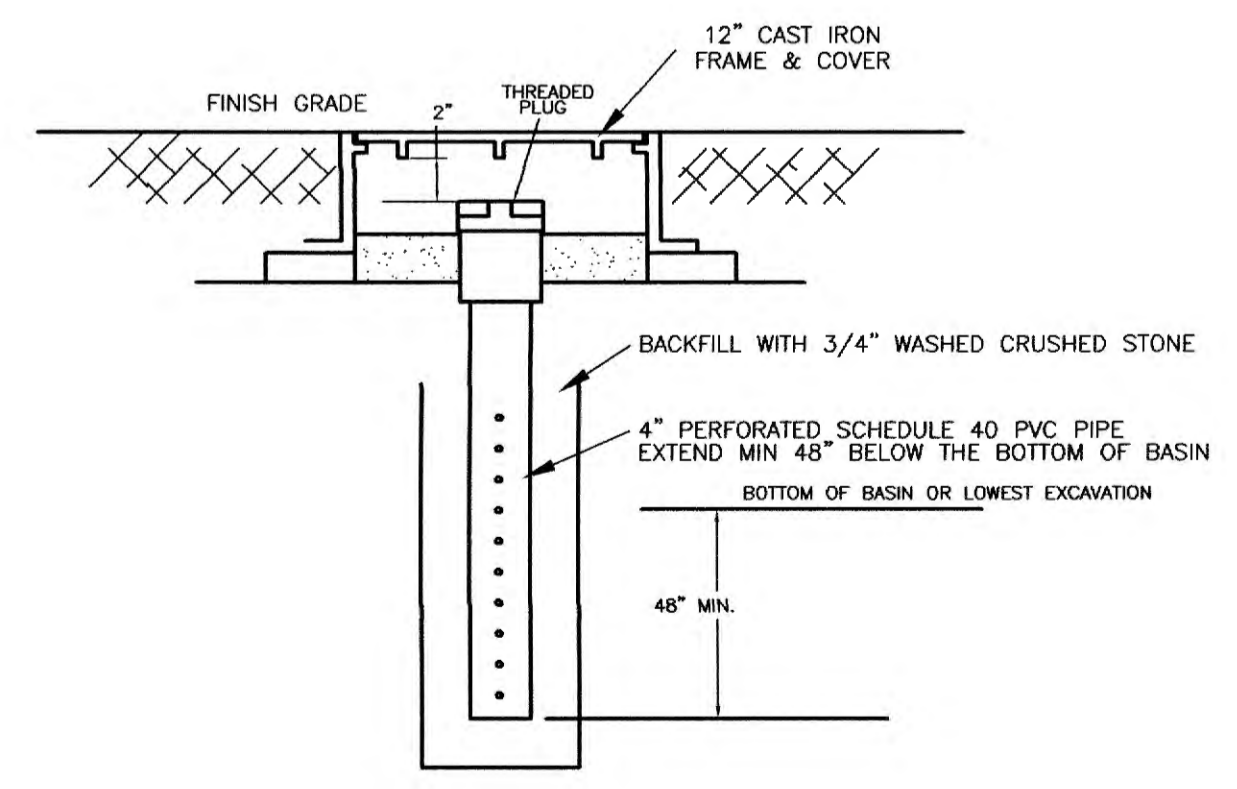 12" CAST IRON
FRAME & COVER
FINISH GRADE
2"
THREADED
PLUG
BACKFILL WITH 3/4" WASHED CRUSHED STONE
4" PERFORATED SCHEDULE 40 PVC PIPE
EXTEND MIN 48" BELOW THE BOTTOM OF BASIN
BOTTOM OF BASIN OR LOWEST EXCAVATION
48" MIN.